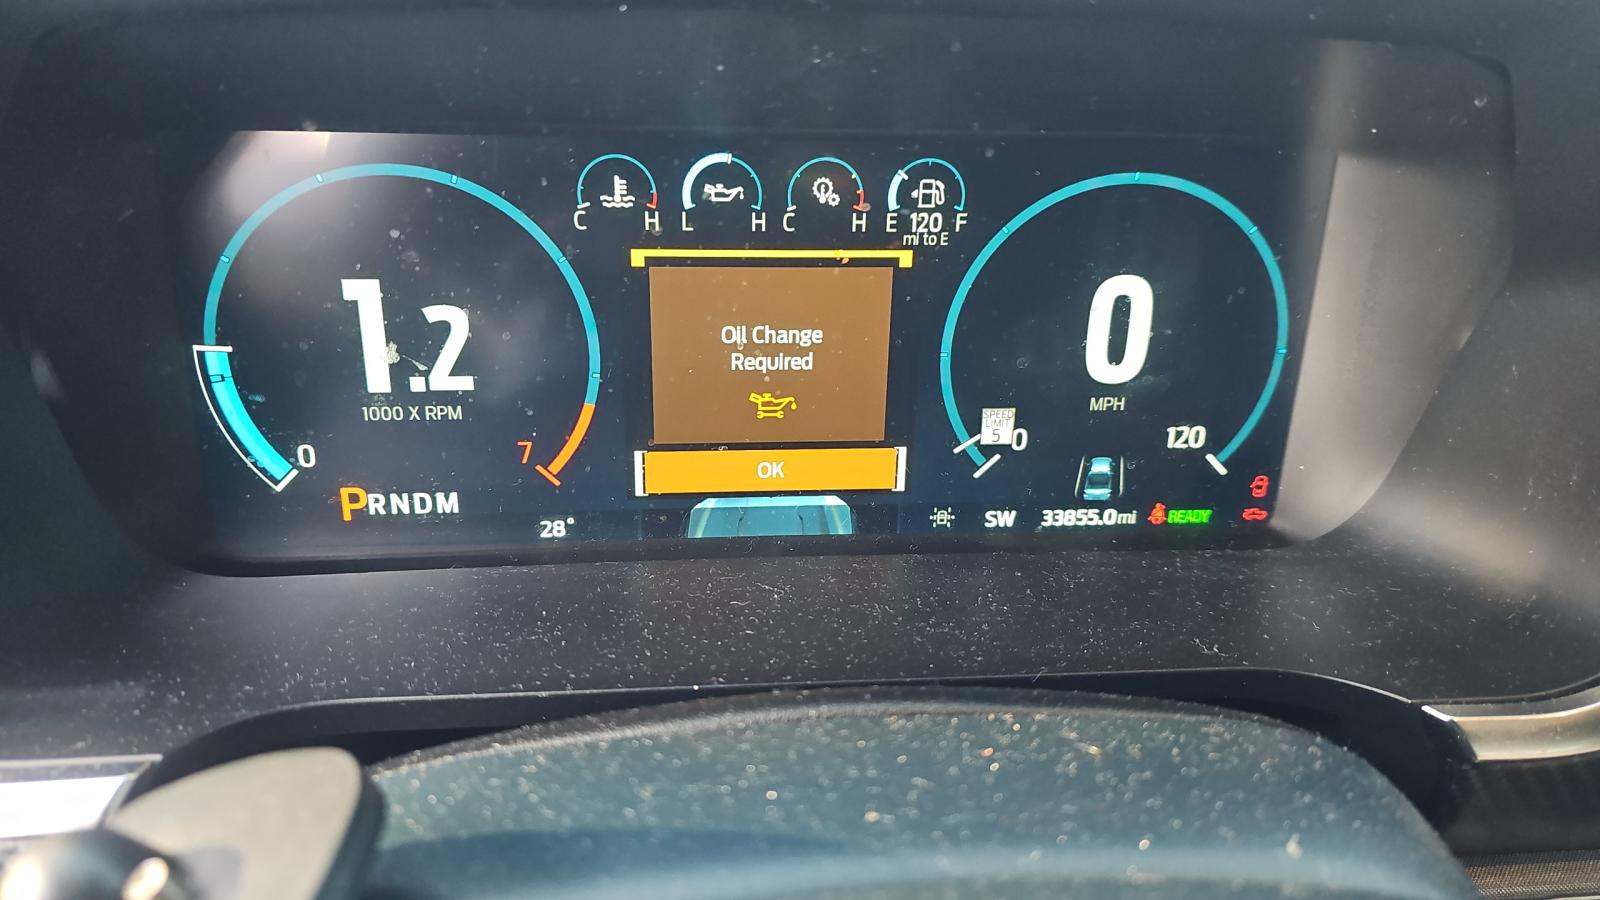 C H
L H
C H
E 120 F
mi to E
Oil Change
Required
OK
1.2
1000 X RPM
0
7
PRNDM
28°
0
MPH
SPEED
LIMIT
5
0
120
SW
33855.0mi
READY